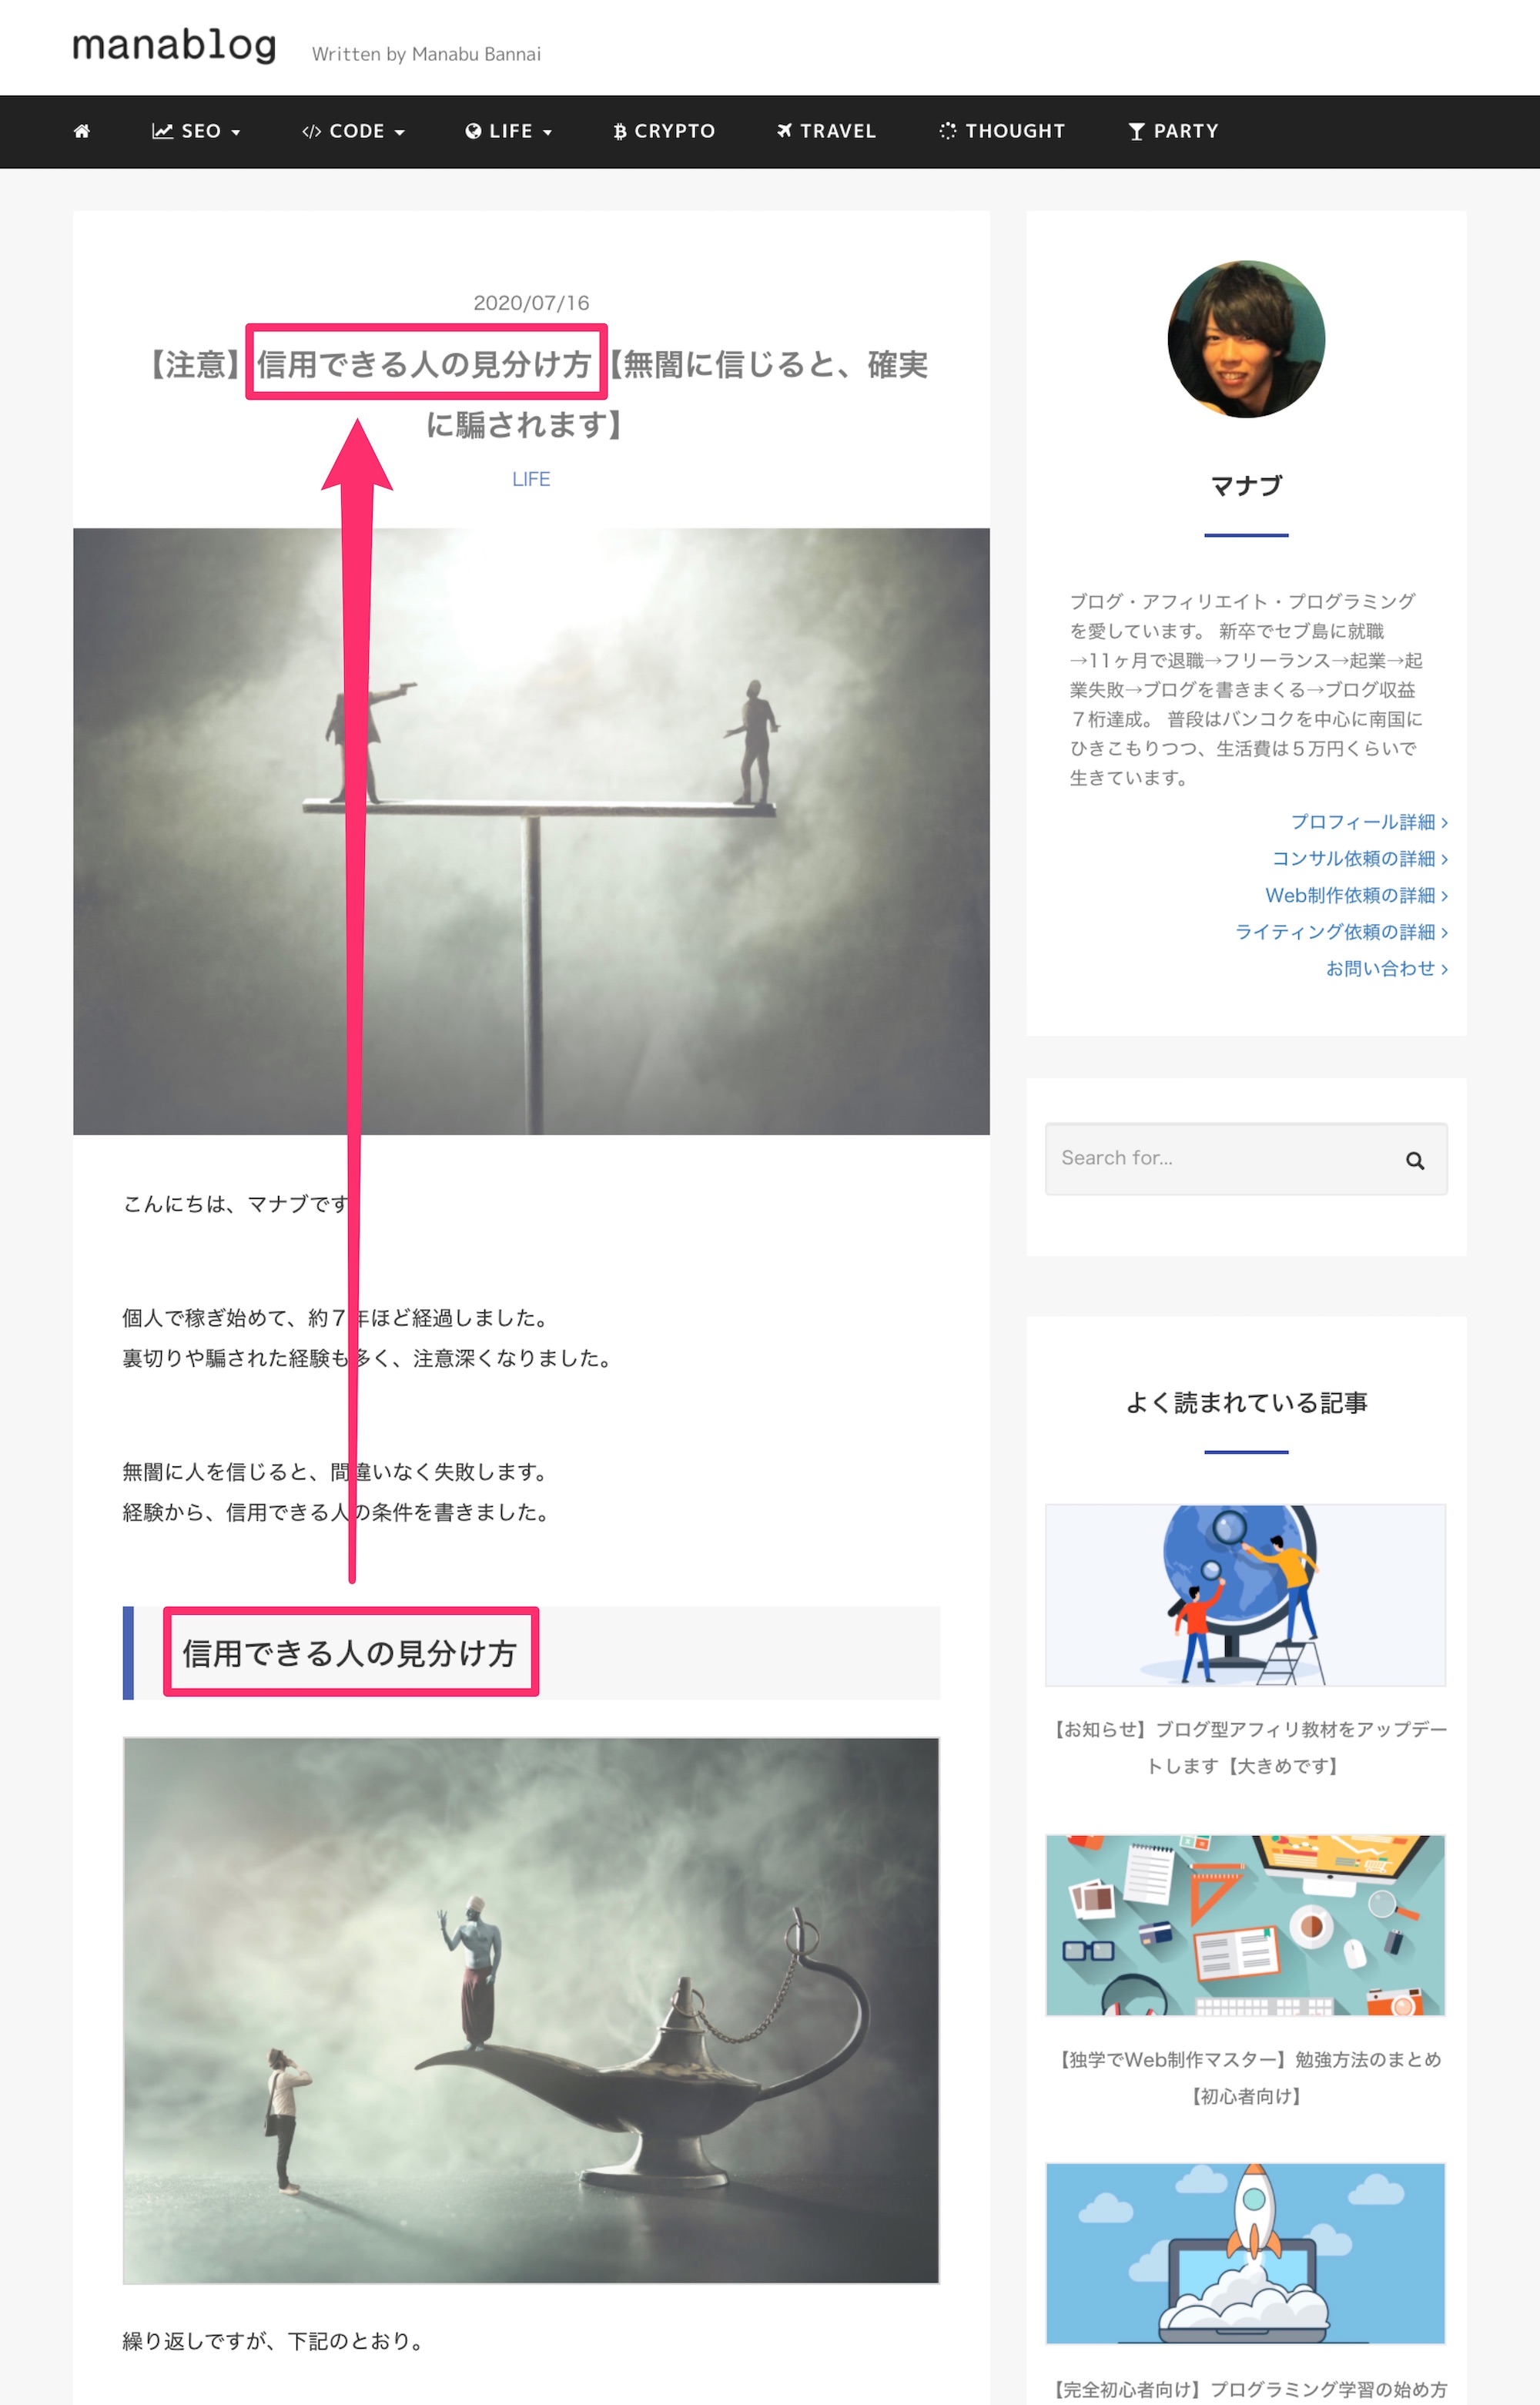 manablog
Written by Manabu Bannai
SEO
CODE
LIFE
CRYPTO
TRAVEL
THOUGHT
PARTY
2020/07/16
【注意】信用できる人の見分け方【無闇に信じると、確実
に騙されます】
LIFE
こんにちは、マナブです
個人で稼ぎ始めて、約７年ほど経過しました。
裏切りや騙された経験も多く、注意深くなりました。
無闇に人を信じると、間違いなく失敗します。
経験から、信用できる人の条件を書きました。
信用できる人の見分け方
繰り返しですが、下記のとおり。
マナブ
ブログ・アフィリエイト・プログラミング
を愛しています。 新卒でセブ島に就職
→11ヶ月で退職→フリーランス→起業→起
業失敗→ブログを書きまくる→ブログ収益
７桁達成。 普段はバンコクを中心に南国に
ひきこもりつつ、生活費は５万円くらいで
生きています。
プロフィール詳細
コンサル依頼の詳細
Web制作依頼の詳細
ライティング依頼の詳細
お問い合わせ
Search for...
よく読まれている記事
【お知らせ】ブログ型アフィリ教材をアップデー
トします【大きめです】
【独学でWeb制作マスター】勉強方法のまとめ
【初心者向け】
【完全初心者向け】プログラミング学習の始め方